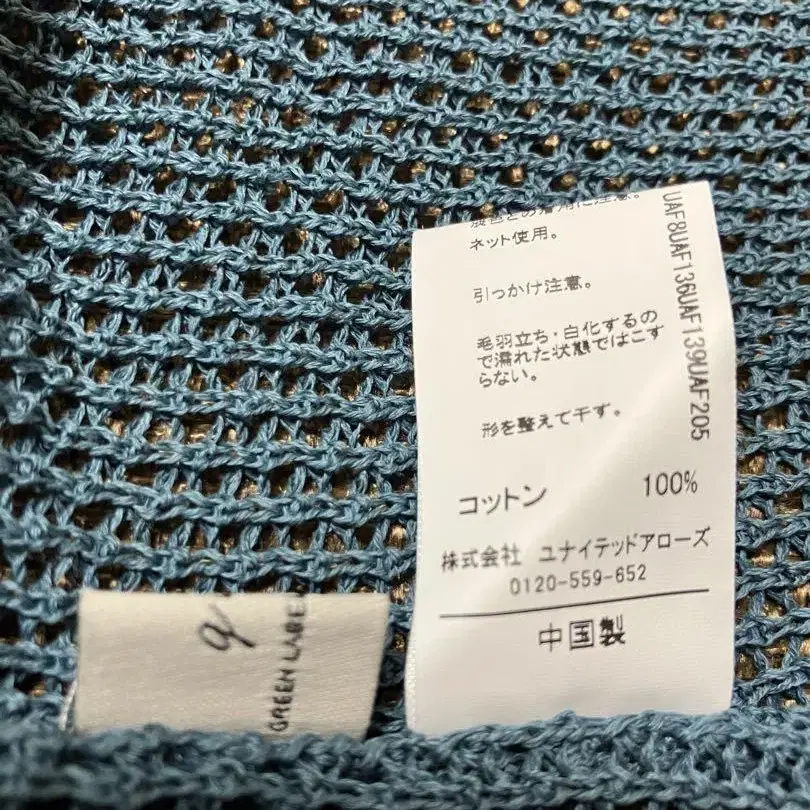 ネット使用。
引っかけ注意。
毛羽立ち・白化するの
で濡れた状態ではこす
らない。
形を整えて干す。
コットン 100%
株式会社 ユナイテッドアローズ
0120-559-652
中国製
UAF8UAF136UAF139UAF205
g
GREEN LABE